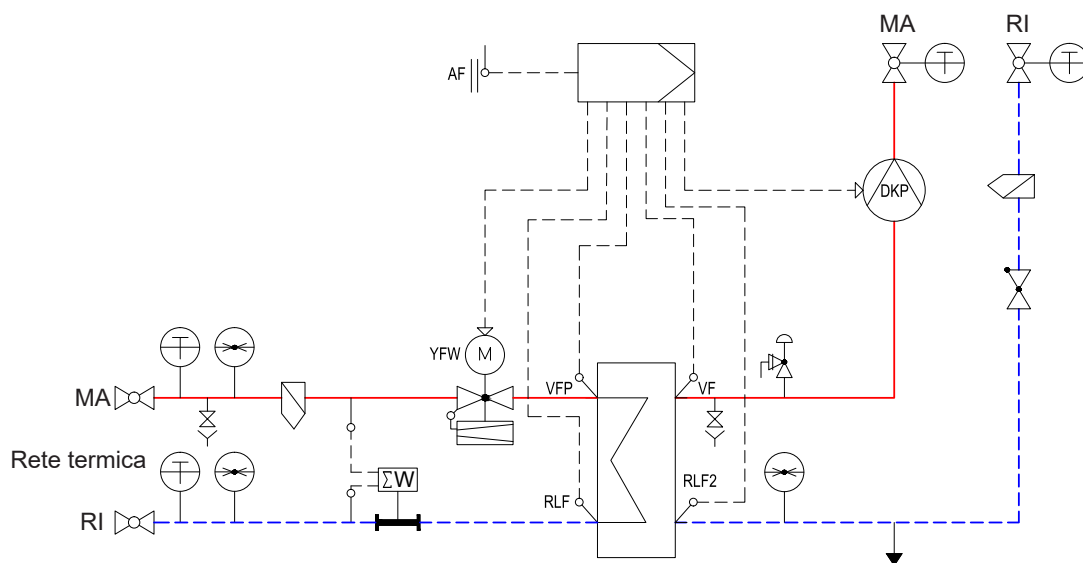 MA
RI
AF
T
T
DKP
T
YFW
M
VFP
VF
MA
Rete termica
T
ΣW
RLF
RLF2
RI